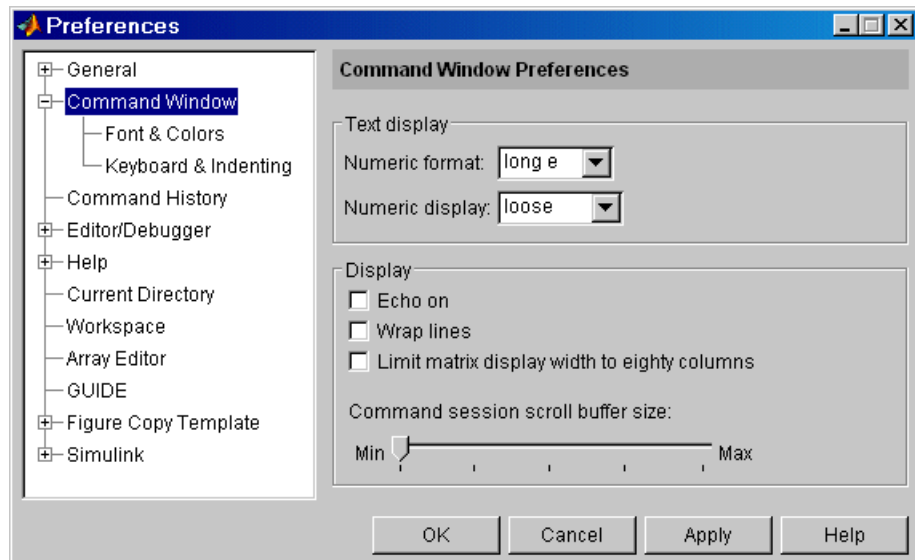 Preferences
General
Command Window
Font & Colors
Keyboard & Indenting
Command History
Editor/Debugger
Help
Current Directory
Workspace
Array Editor
GUIDE
Figure Copy Template
Simulink
Command Window Preferences
Text display
Numeric format: long e
Numeric display: loose
Display
Echo on
Wrap lines
Limit matrix display width to eighty columns
Command session scroll buffer size:
Min Max
OK Cancel Apply Help